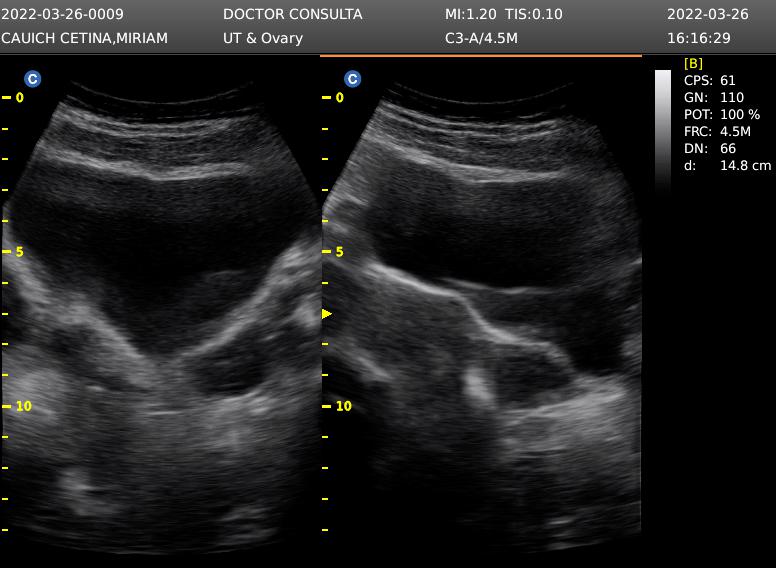 2022-03-26-0009 DOCTOR CONSULTA MI:1.20 TIS:0.10 2022-03-26
CAUICH CETINA,MIRIAM UT & Ovary C3-A/4.5M 16:16:29
[B]
CPS: 61
GN: 110
POT: 100 %
FRC: 4.5M
DN: 66
d: 14.8 cm
C C
0 0
5 5
10 10